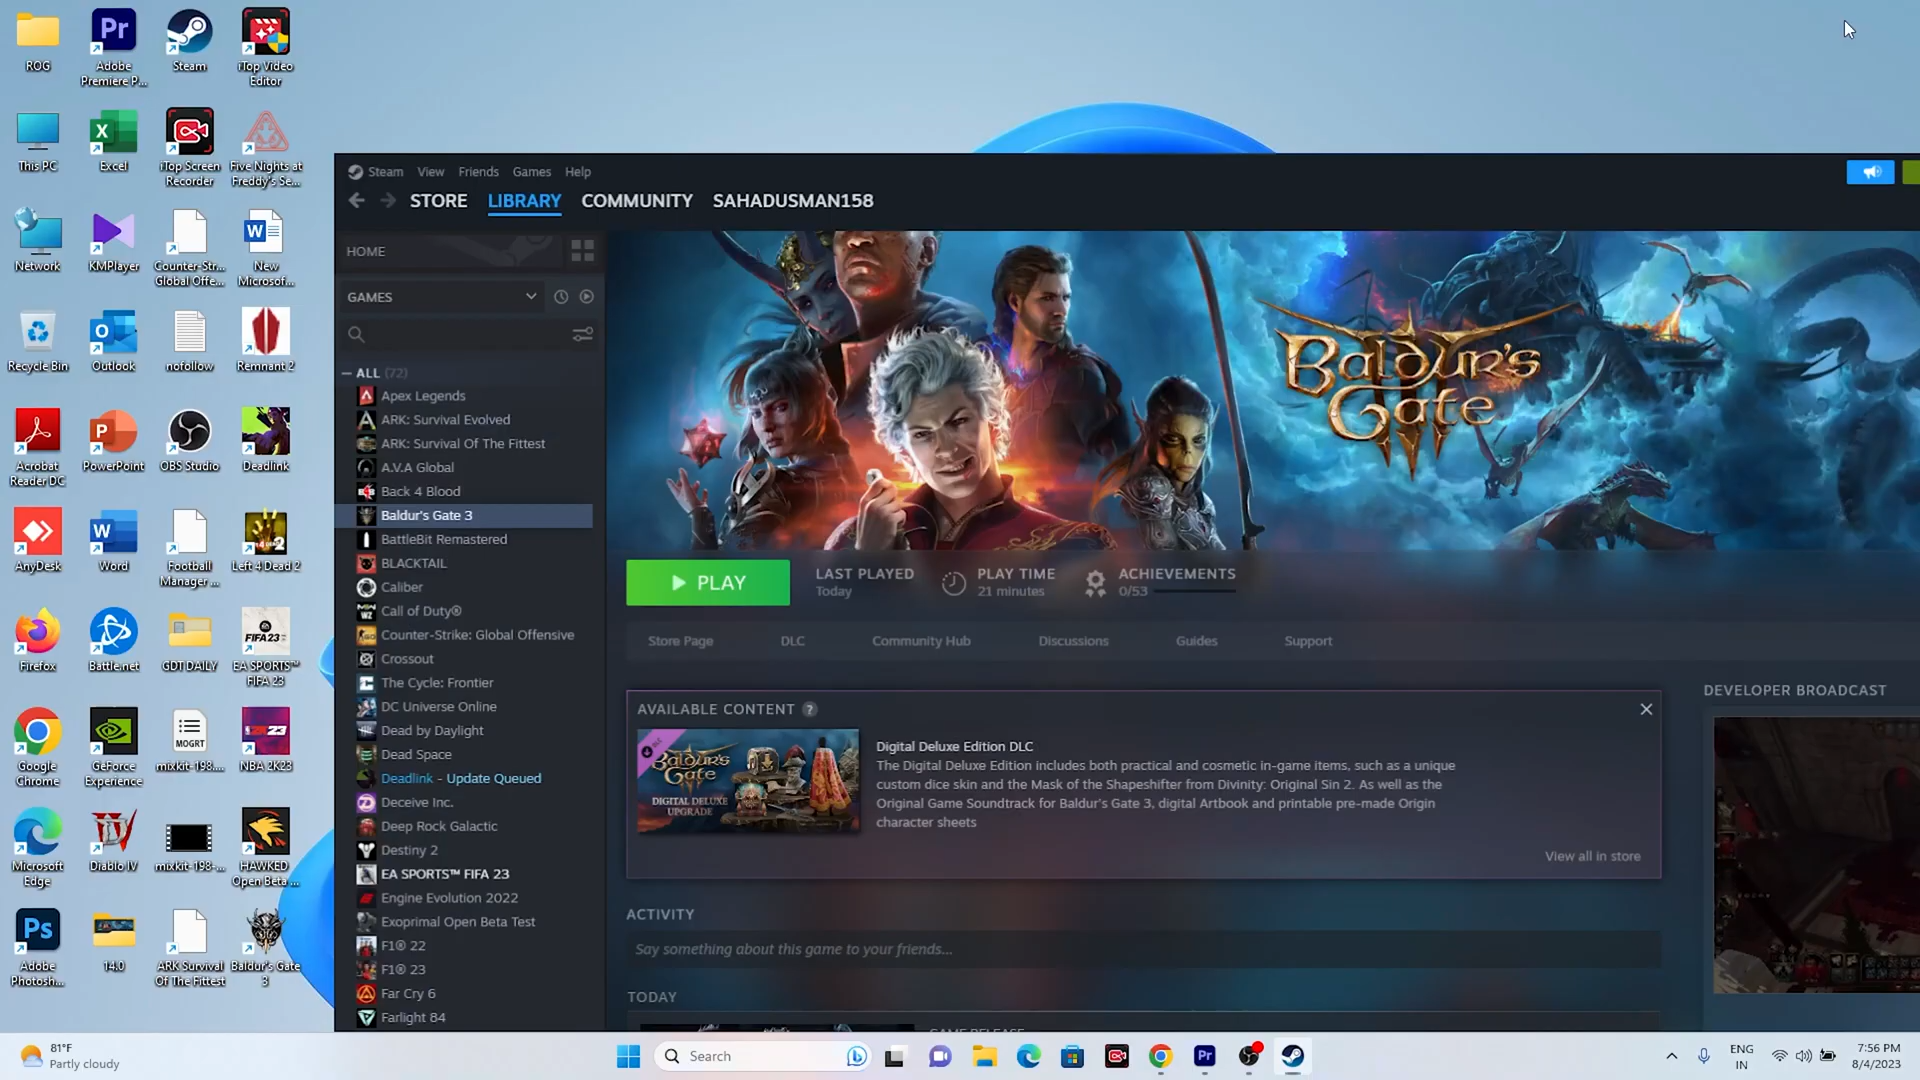 ROG
Adobe
Premiere P...
Steam
iTop Video
Editor
This PC
Excel
iTop Screen
Recorder
Five Nights at
Freddy's Se...
Network
KMPlayer
Counter-Str...
Global Offe...
New
Microsof...
Recycle Bin
Outlook
nofollow
Remnant 2
Acrobat
Reader DC
PowerPoint
OBS Studio
Deadlink
AnyDesk
Word
Football
Manager ...
Left 4 Dead 2
Firefox
Battle.net
GDT DAILY
EA SPORTS™
FIFA 23
Google
Chrome
GeForce
Experience
MOGRT
mixkit-198....
NBA 2K23
Microsoft
Edge
Diablo IV
mixkit-198-...
HAWKED
Open Beta ...
Adobe
Photosh...
14.0
ARK Survival
Of The Fittest
Baldur's Gate
3
Steam View Friends Games Help
STORE LIBRARY COMMUNITY SAHADUSMAN158
HOME
GAMES
ALL (72)
Apex Legends
ARK: Survival Evolved
ARK: Survival Of The Fittest
A.V.A Global
Back 4 Blood
Baldur's Gate 3
BattleBit Remastered
BLACKTAIL
Caliber
Call of Duty®
Counter-Strike: Global Offensive
Crossout
The Cycle: Frontier
DC Universe Online
Dead by Daylight
Dead Space
Deadlink - Update Queued
Deceive Inc.
Deep Rock Galactic
Destiny 2
EA SPORTS™ FIFA 23
Engine Evolution 2022
Exoprimal Open Beta Test
F1® 22
F1® 23
Far Cry 6
Farlight 84
Baldur's
Gate
III
PLAY
LAST PLAYED
Today
PLAY TIME
21 minutes
ACHIEVEMENTS
0/53
Store Page DLC Community Hub Discussions Guides Support
AVAILABLE CONTENT ?
Baldur's
Gate
DIGITAL DELUXE
UPGRADE
Digital Deluxe Edition DLC
The Digital Deluxe Edition includes both practical and cosmetic in-game items, such as a unique
custom dice skin and the Mask of the Shapeshifter from Divinity: Original Sin 2. As well as the
Original Game Soundtrack for Baldur's Gate 3, digital Artbook and printable pre-made Origin
character sheets
View all in store
DEVELOPER BROADCAST
ACTIVITY
Say something about this game to your friends...
TODAY
GAME RELEASE
81°F
Partly cloudy
Search
ENG
IN
7:56 PM
8/4/2023